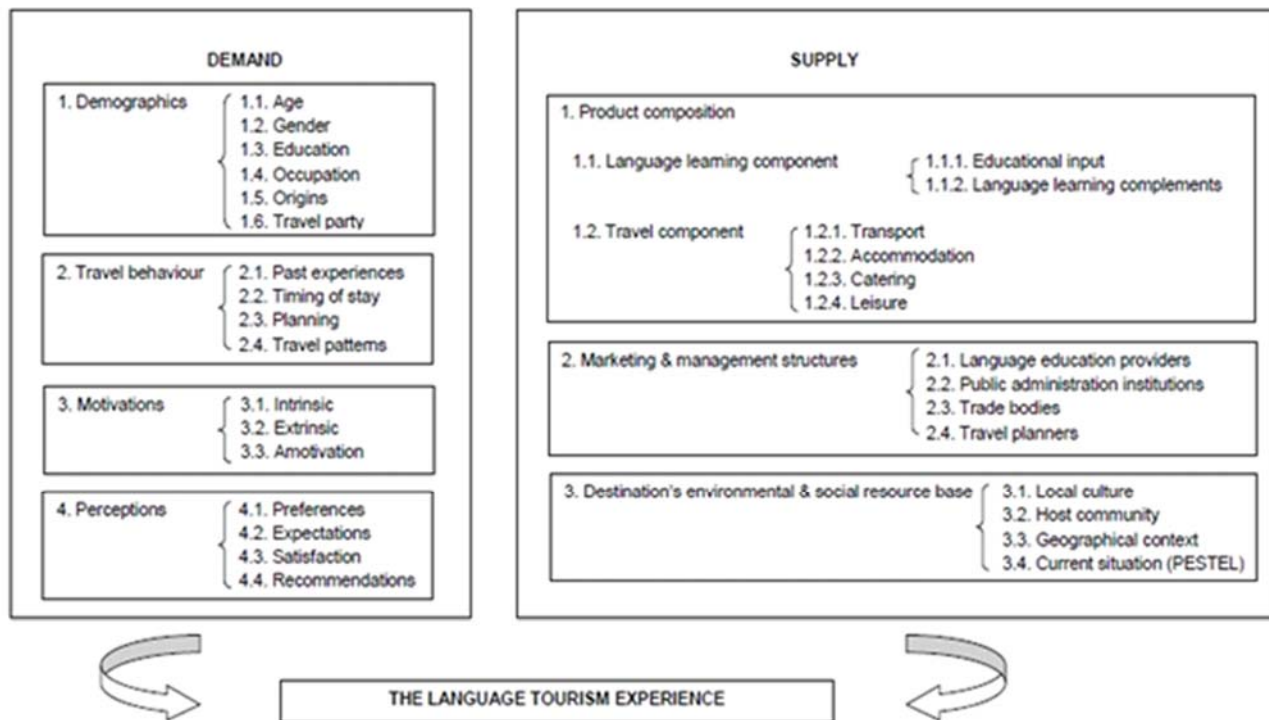 DEMAND
1. Demographics
1.1. Age
1.2. Gender
1.3. Education
1.4. Occupation
1.5. Origins
1.6. Travel party
2. Travel behaviour
2.1. Past experiences
2.2. Timing of stay
2.3. Planning
2.4. Travel patterns
3. Motivations
3.1. Intrinsic
3.2. Extrinsic
3.3. Amotivation
4. Perceptions
4.1. Preferences
4.2. Expectations
4.3. Satisfaction
4.4. Recommendations
SUPPLY
1. Product composition
1.1. Language learning component
1.1.1. Educational input
1.1.2. Language learning complements
1.2. Travel component
1.2.1. Transport
1.2.2. Accommodation
1.2.3. Catering
1.2.4. Leisure
2. Marketing & management structures
2.1. Language education providers
2.2. Public administration institutions
2.3. Trade bodies
2.4. Travel planners
3. Destination's environmental & social resource base
3.1. Local culture
3.2. Host community
3.3. Geographical context
3.4. Current situation (PESTEL)
THE LANGUAGE TOURISM EXPERIENCE